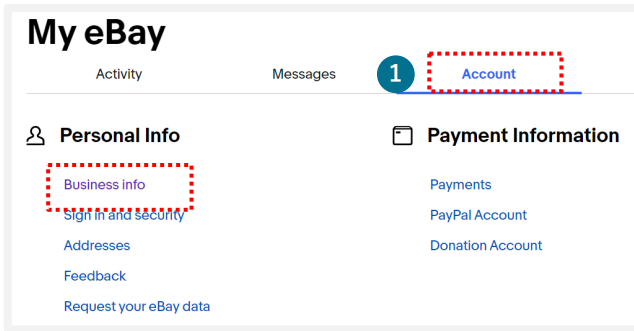 My eBay
Activity Messages 1 Account
Personal Info
Business info
Sign in and security
Addresses
Feedback
Request your eBay data
Payment Information
Payments
PayPal Account
Donation Account